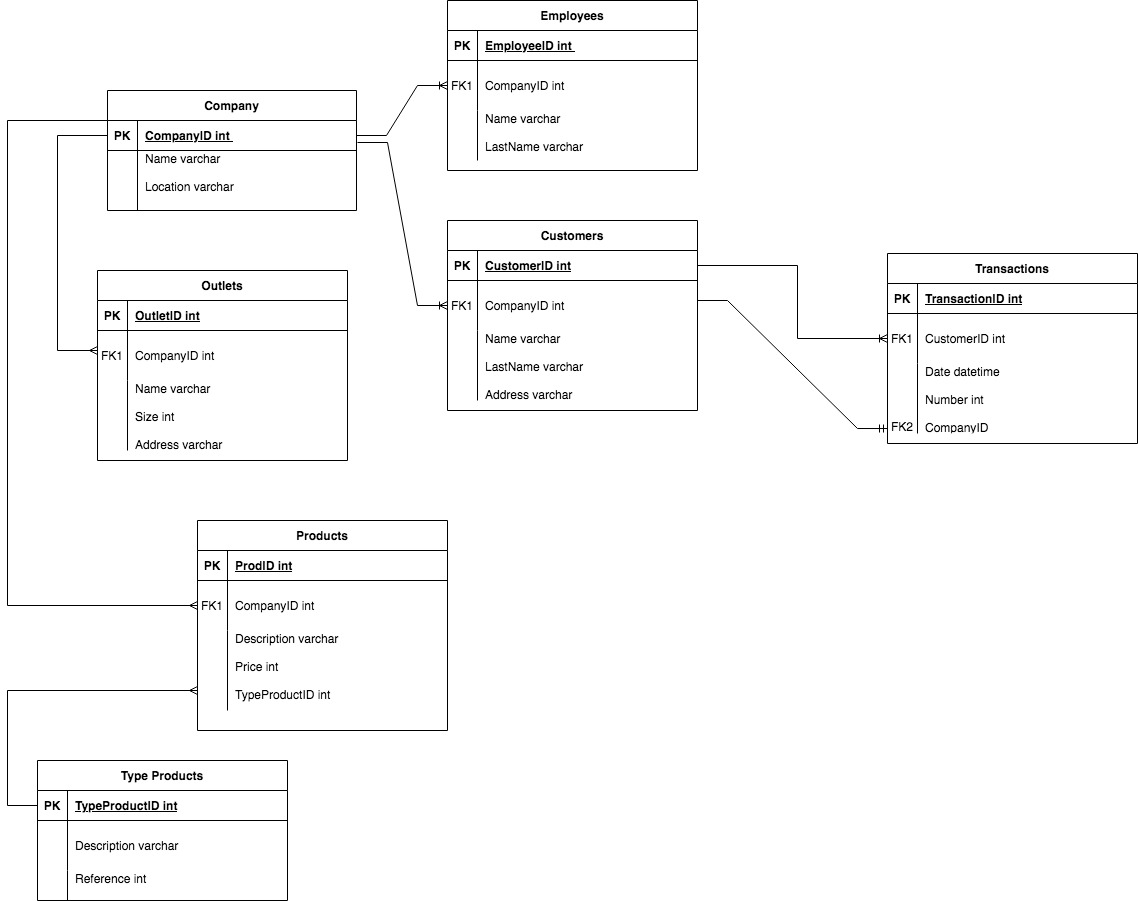 Employees
PK EmployeeID int
FK1 CompanyID int
Name varchar
LastName varchar
Company
PK CompanyID int
Name varchar
Location varchar
Customers
PK CustomerID int
FK1 CompanyID int
Name varchar
LastName varchar
Address varchar
Transactions
PK TransactionID int
FK1 CustomerID int
Date datetime
Number int
FK2 CompanyID
Outlets
PK OutletID int
FK1 CompanyID int
Name varchar
Size int
Address varchar
Products
PK ProdID int
FK1 CompanyID int
Description varchar
Price int
TypeProductID int
Type Products
PK TypeProductID int
Description varchar
Reference int